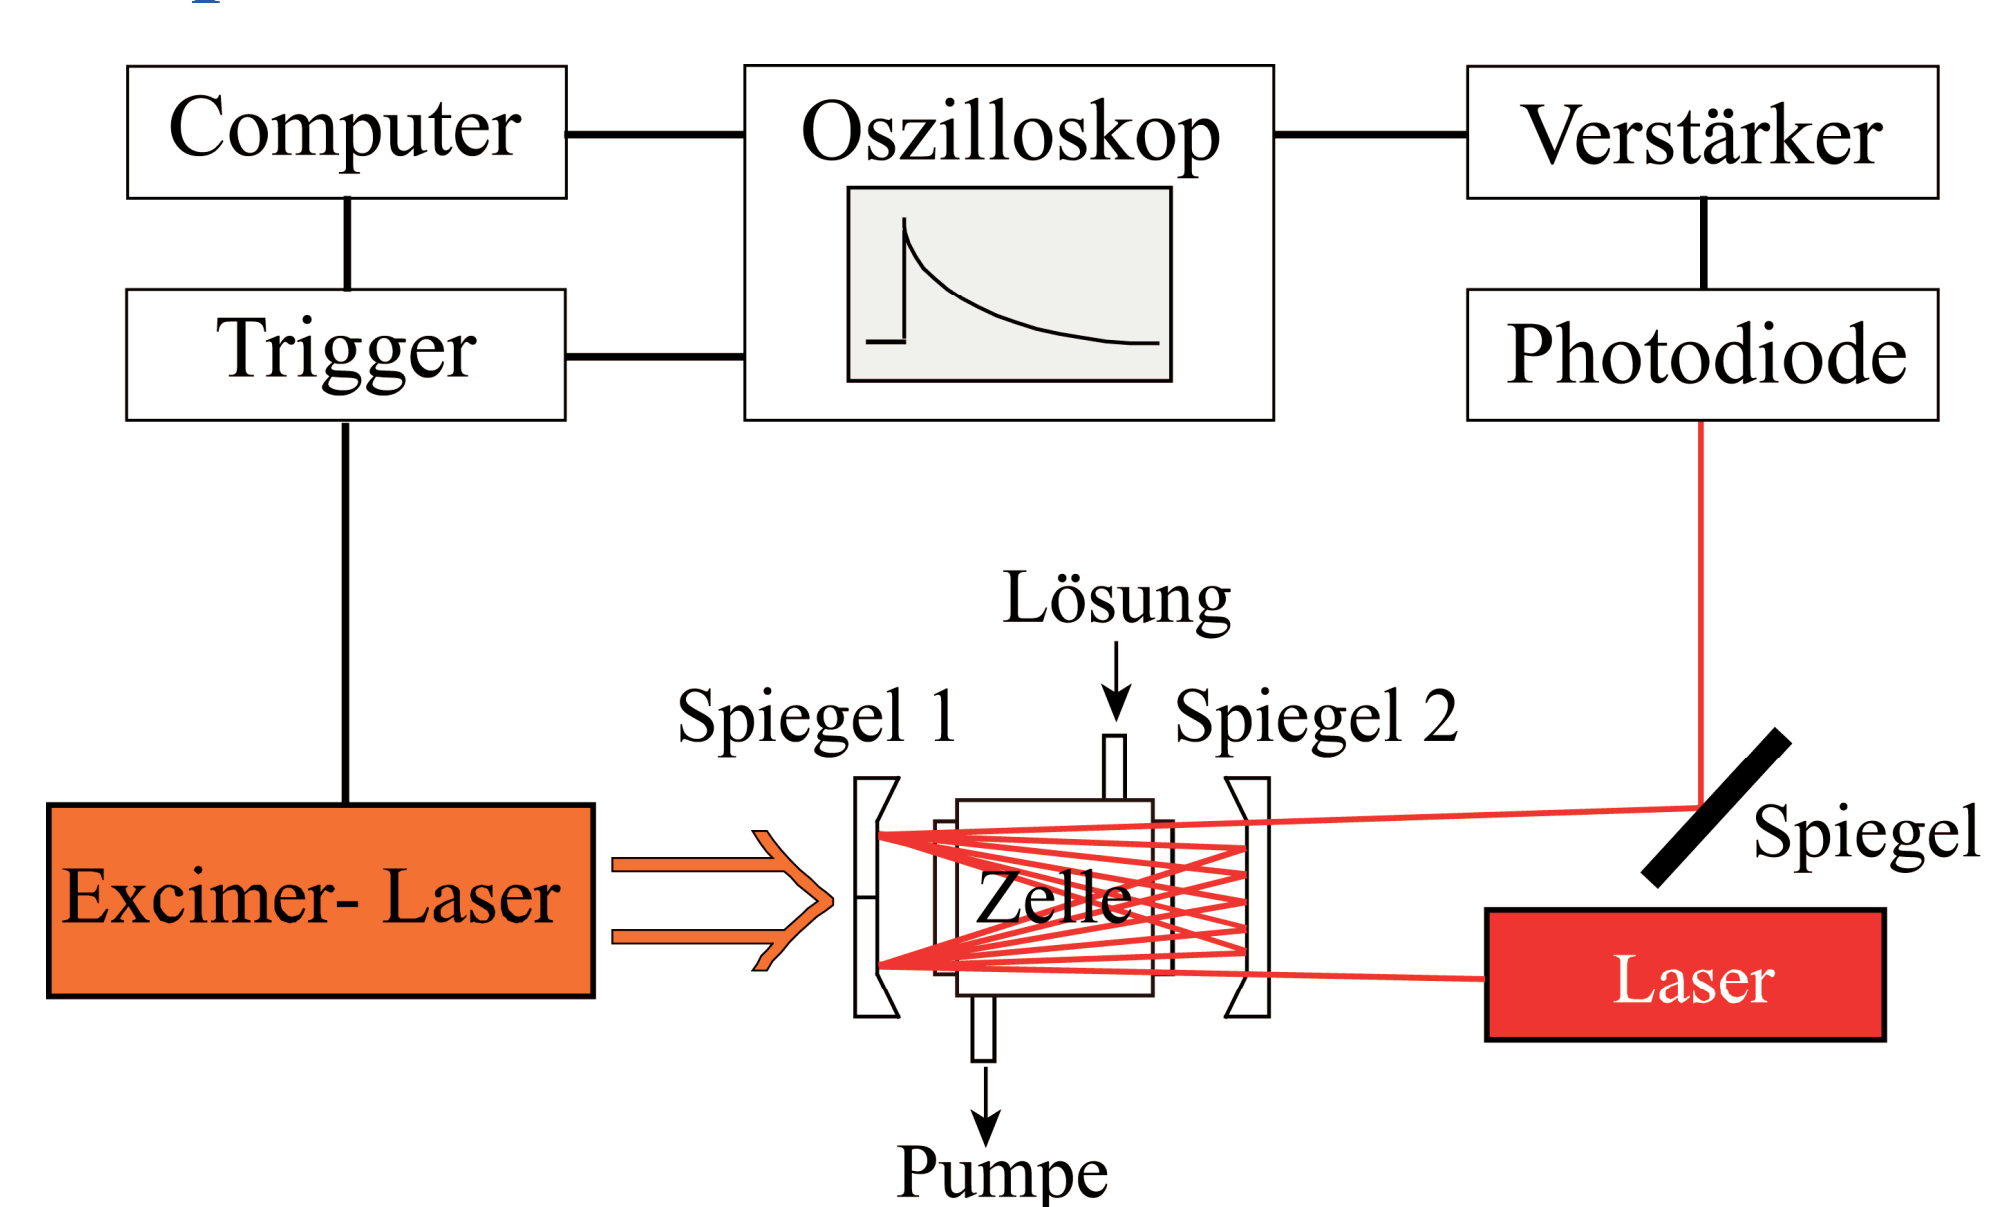 Computer
Oszilloskop
Verstärker
Trigger
Photodiode
Lösung
Spiegel 1
Spiegel 2
Spiegel
Excimer- Laser
Zelle
Laser
Pumpe